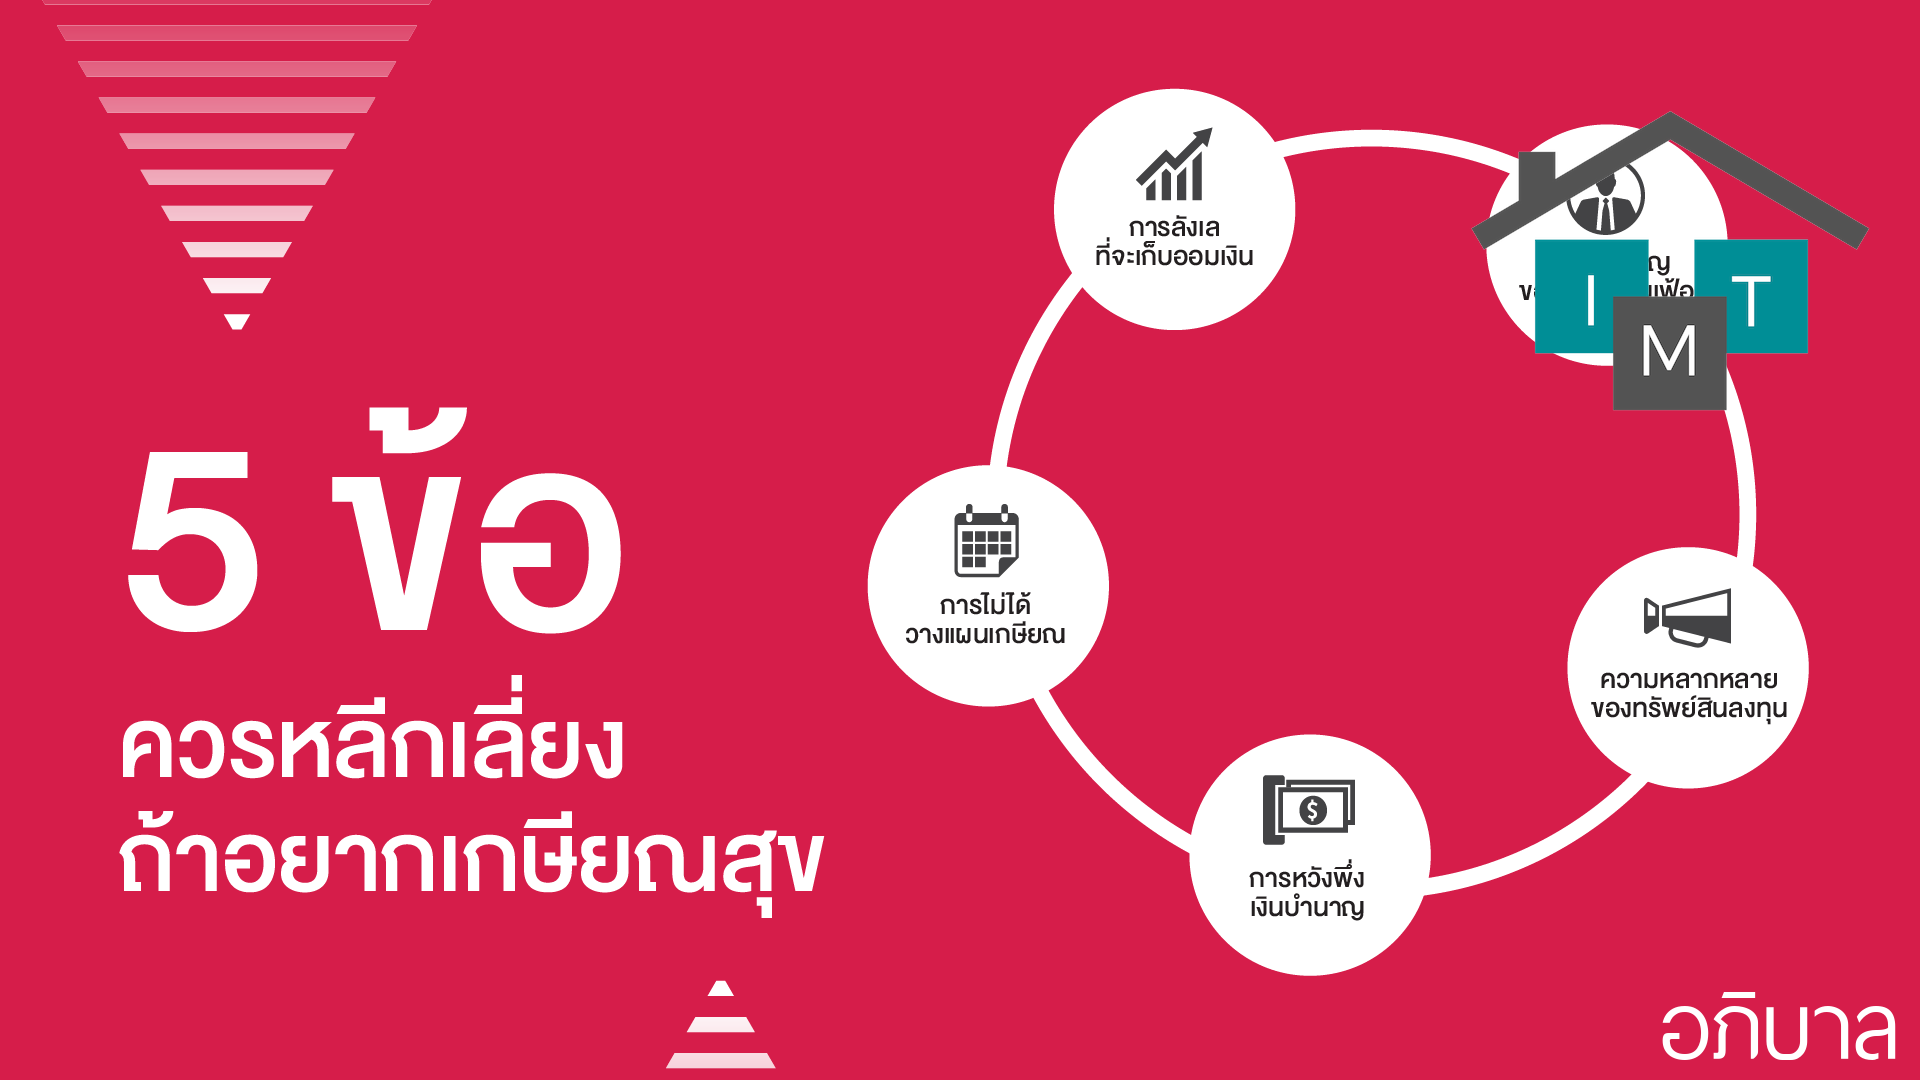 5 ข้อ
ควรหลีกเลี่ยง
ถ้าอยากเกษียณสุข
การลังเล
ที่จะเก็บออมเงิน
I M T
การไม่ได้
วางแผนเกษียณ
ความหลากหลาย
ของทรัพย์สินลงทุน
การหวังพึ่ง
เงินบำนาญ
อภิบาล